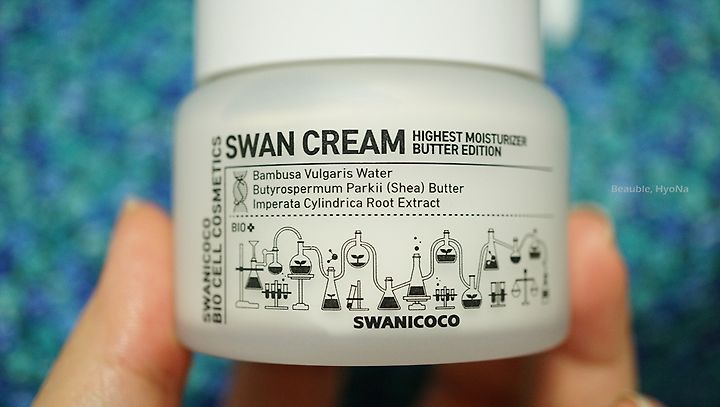 SWAN CREAM
HIGHEST MOISTURIZER
BUTTER EDITION
Bambusa Vulgaris Water
Butyrospermum Parkii (Shea) Butter
Imperata Cylindrica Root Extract
BIO+
SWANICOCO
SWANICOCO
BIO CELL COSMETICS
Beauble, HyoNa